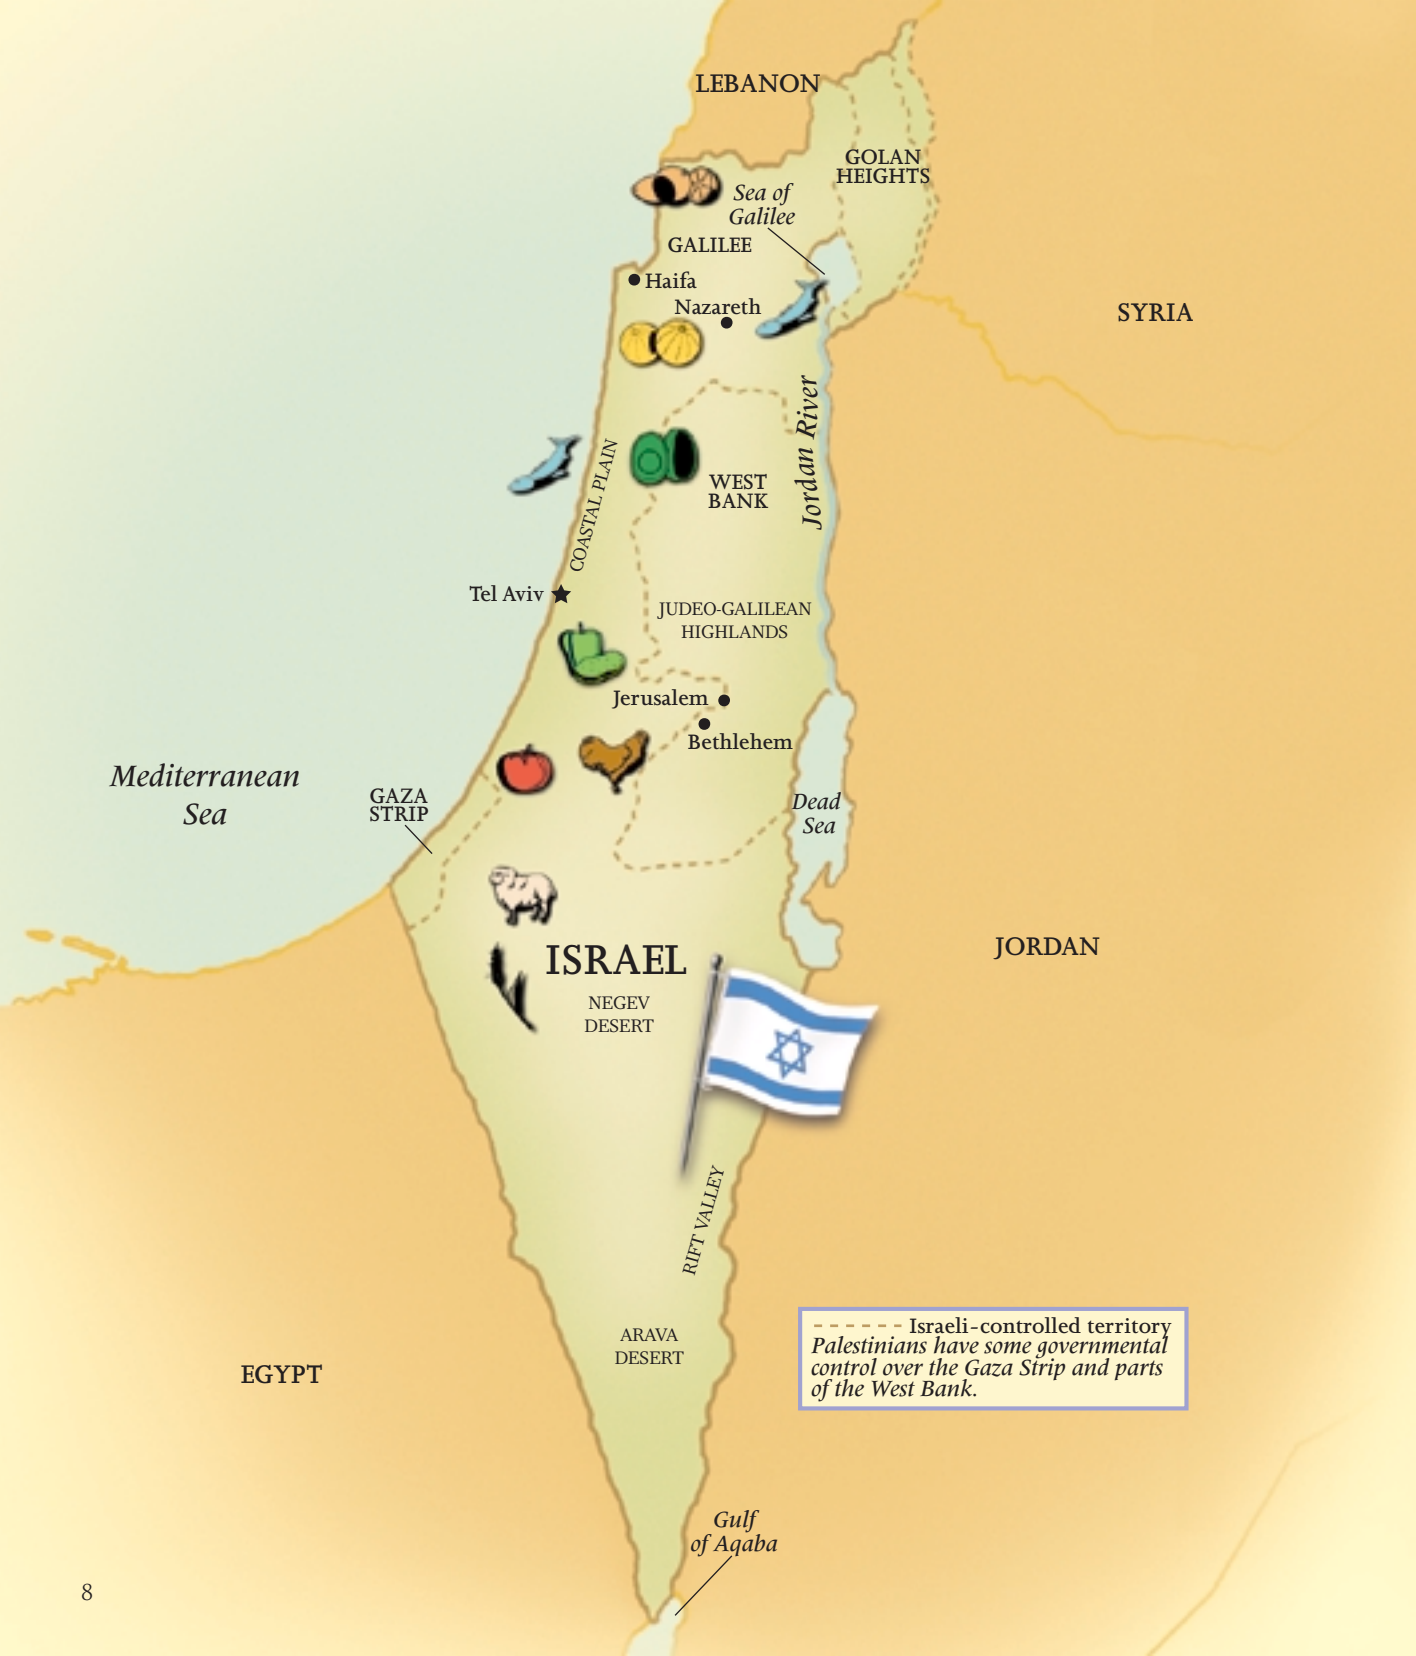 LEBANON
GOLAN
HEIGHTS
Sea of
Galilee
GALILEE
Haifa
Nazareth
SYRIA
Jordan River
COASTAL PLAIN
WEST
BANK
Tel Aviv
JUDEO-GALILEAN
HIGHLANDS
Jerusalem
Bethlehem
Mediterranean
Sea
GAZA
STRIP
Dead
Sea
ISRAEL
JORDAN
NEGEV
DESERT
RIFT VALLEY
ARAVA
DESERT
EGYPT
Israeli-controlled territory
Palestinians have some governmental
control over the Gaza Strip and parts
of the West Bank.
Gulf
of Aqaba
8